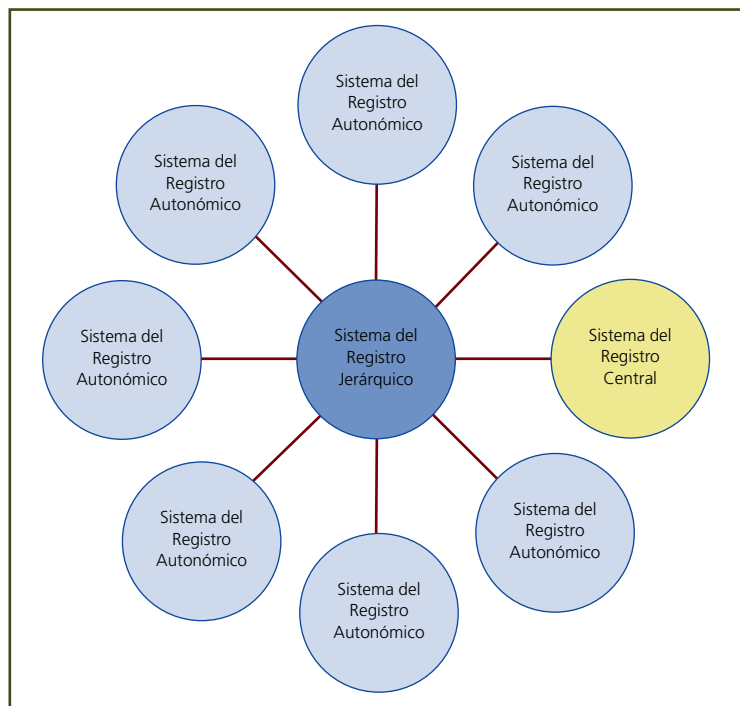 Sistema del
Registro
Autonómico
Sistema del
Registro
Autonómico
Sistema del
Registro
Autonómico
Sistema del
Registro
Autonómico
Sistema del
Registro
Jerárquico
Sistema del
Registro
Central
Sistema del
Registro
Autonómico
Sistema del
Registro
Autonómico
Sistema del
Registro
Autonómico